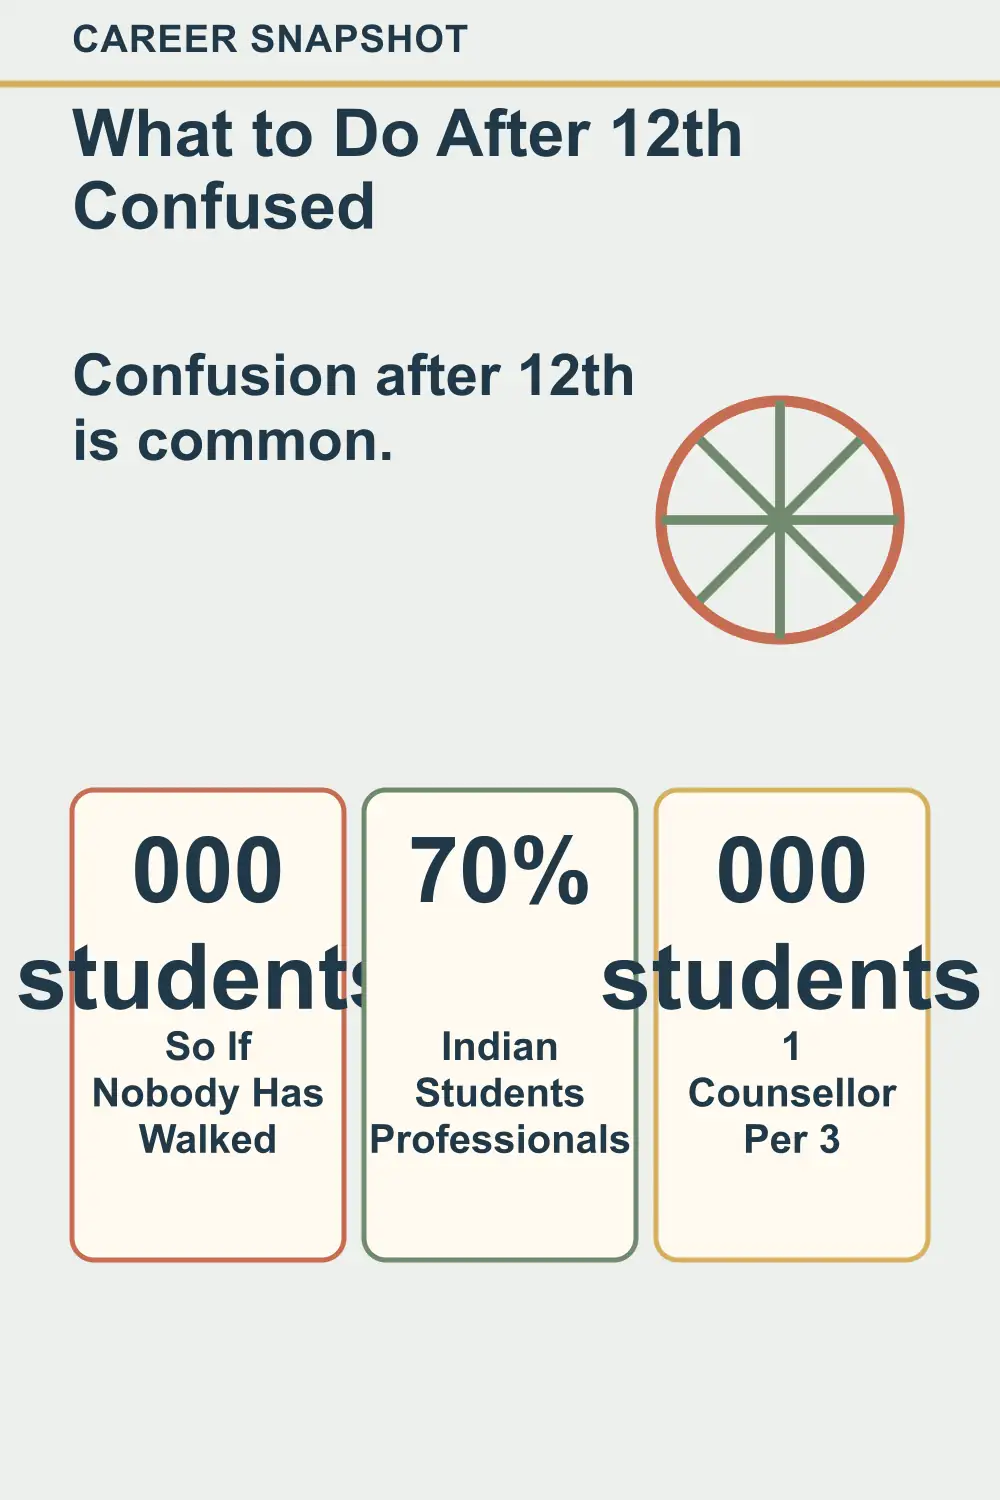 CAREER SNAPSHOT
What to Do After 12th
Confused
Confusion after 12th
is common.
000
students
So If
Nobody Has
Walked
70%
Indian
Students
Professionals
000
students
1
Counsellor
Per 3